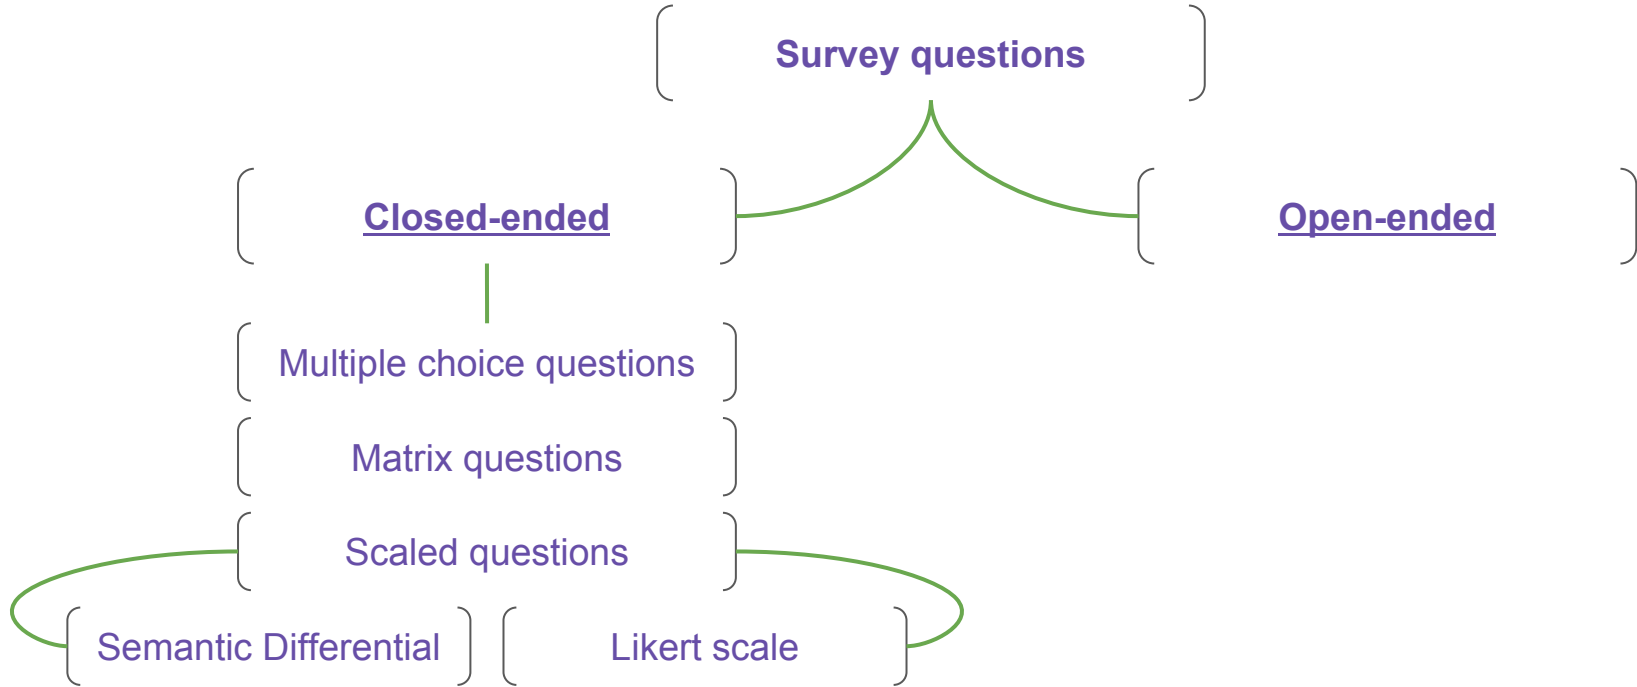 Survey questions
Closed-ended
Open-ended
Multiple choice questions
Matrix questions
Scaled questions
Semantic Differential
Likert scale